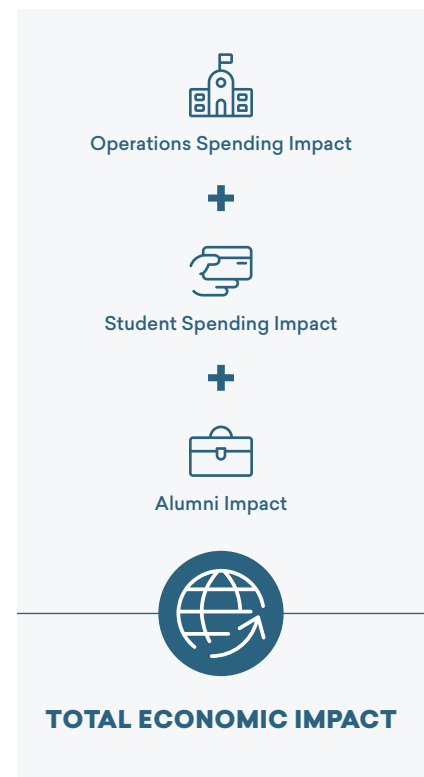 Operations Spending Impact
+
Student Spending Impact
+
Alumni Impact
TOTAL ECONOMIC IMPACT